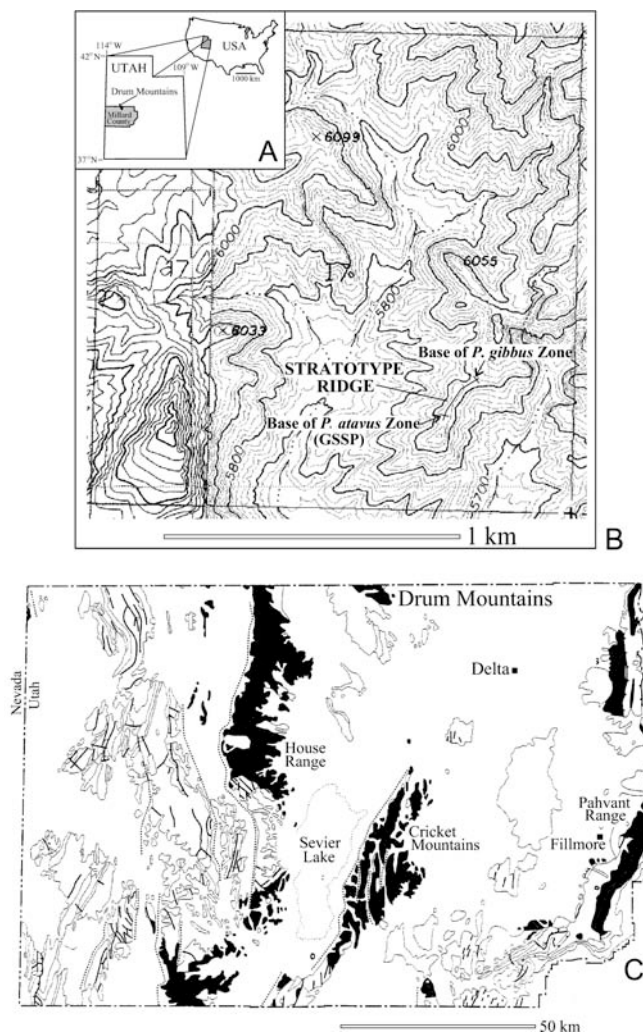 114° W
42°N
UTAH
USA
109° W
1000 km
Drum Mountains
Millard
County
37°N
A
6099
6000
6000
17
6055
5800
6033
Base of P. gibbus Zone
STRATOTYPE
RIDGE
Base of P. atavus Zone
(GSSP)
5800
5700
1 km
B
Drum Mountains
Delta
Nevada
Utah
House
Range
Pahvant
Range
Sevier
Lake
Cricket
Mountains
Fillmore
C
50 km